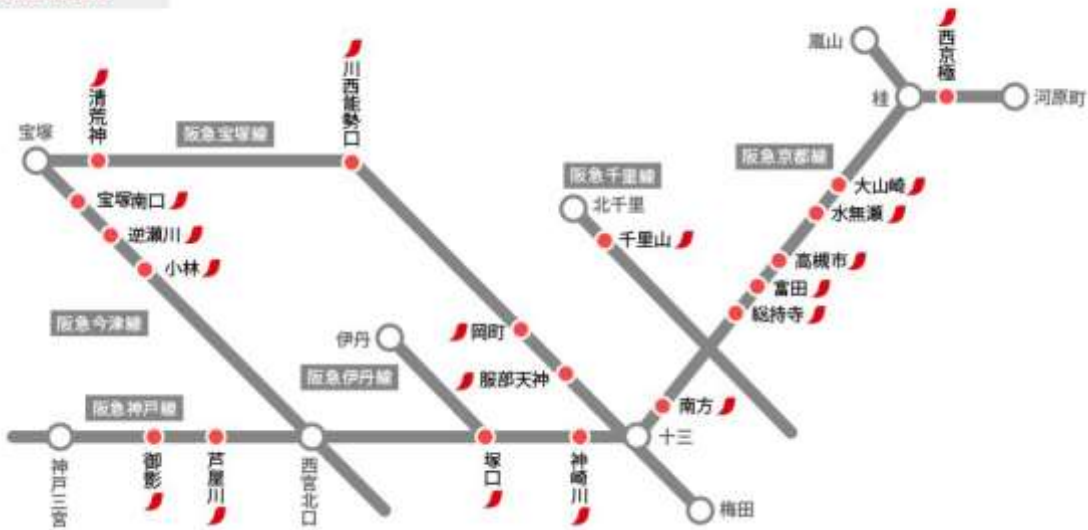 嵐山
西京極
桂
河原町
川西能勢口
清荒神
宝塚
阪急宝塚線
阪急京都線
阪急千里線
北千里
大山崎
水無瀬
宝塚南口
逆瀬川
千里山
小林
高槻市
富田
総持寺
阪急今津線
伊丹
岡町
阪急伊丹線
服部天神
阪急神戸線
南方
十三
神戸三宮
御影
芦屋川
西宮北口
塚口
神崎川
梅田